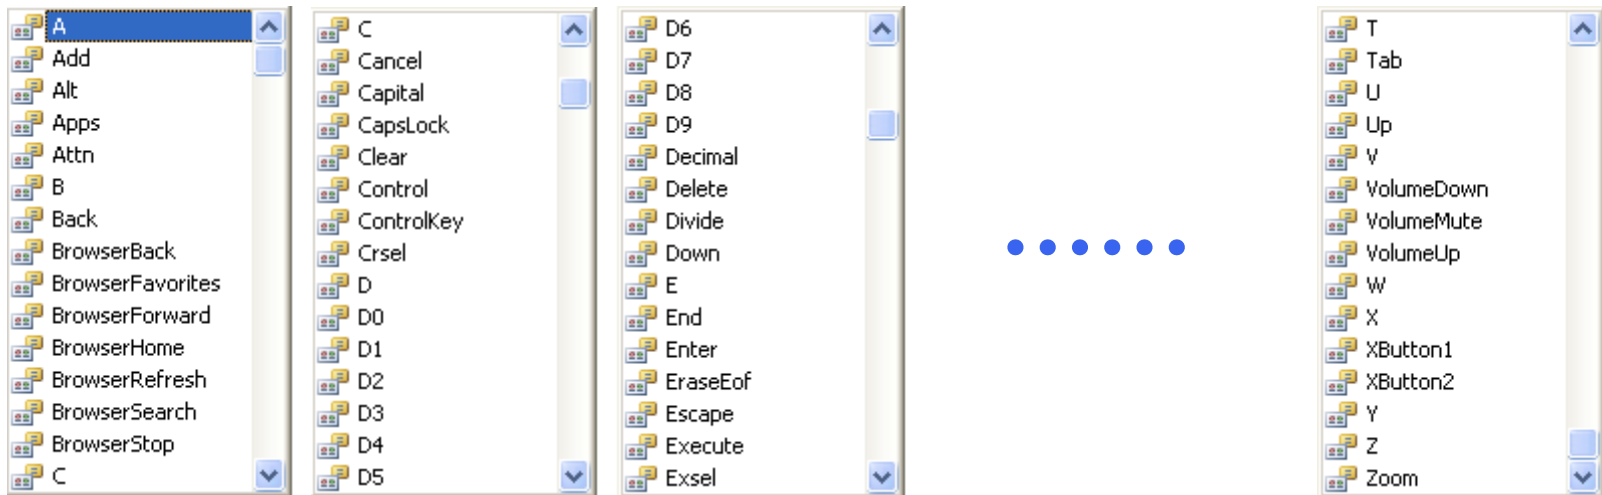 A
Add
Alt
Apps
Attn
B
Back
BrowserBack
BrowserFavorites
BrowserForward
BrowserHome
BrowserRefresh
BrowserSearch
BrowserStop
C
C
Cancel
Capital
CapsLock
Clear
Control
ControlKey
Crsel
D
D0
D1
D2
D3
D4
D5
D6
D7
D8
D9
Decimal
Delete
Divide
Down
E
End
Enter
EraseEof
Escape
Execute
Exsel
T
Tab
U
Up
V
VolumeDown
VolumeMute
VolumeUp
W
X
XButton1
XButton2
Y
Z
Zoom